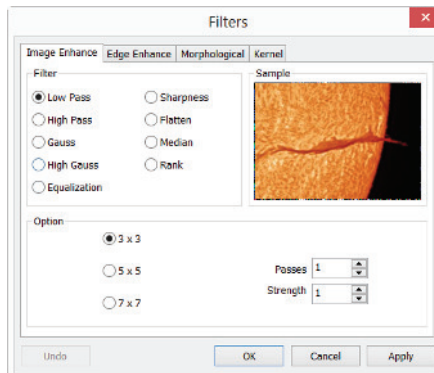 Filters
Image Enhance Edge Enhance Morphological Kernel
Filter
Low Pass Sharpness
High Pass Flatten
Gauss Median
High Gauss Rank
Equalization
Sample
Option
3 x 3
5 x 5
7 x 7
Passes 1
Strength 1
Undo OK Cancel Apply